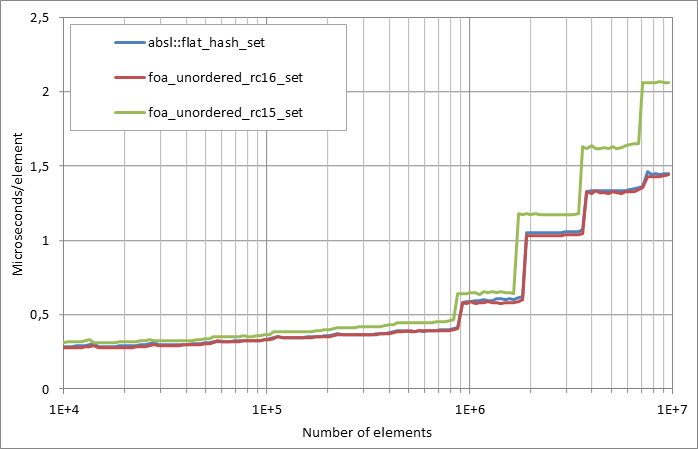 2,5
absl::flat_hash_set
foa_unordered_rc16_set
foa_unordered_rc15_set
2
1,5
1
0,5
0
Microseconds/element
1E+4
1E+5
1E+6
1E+7
Number of elements